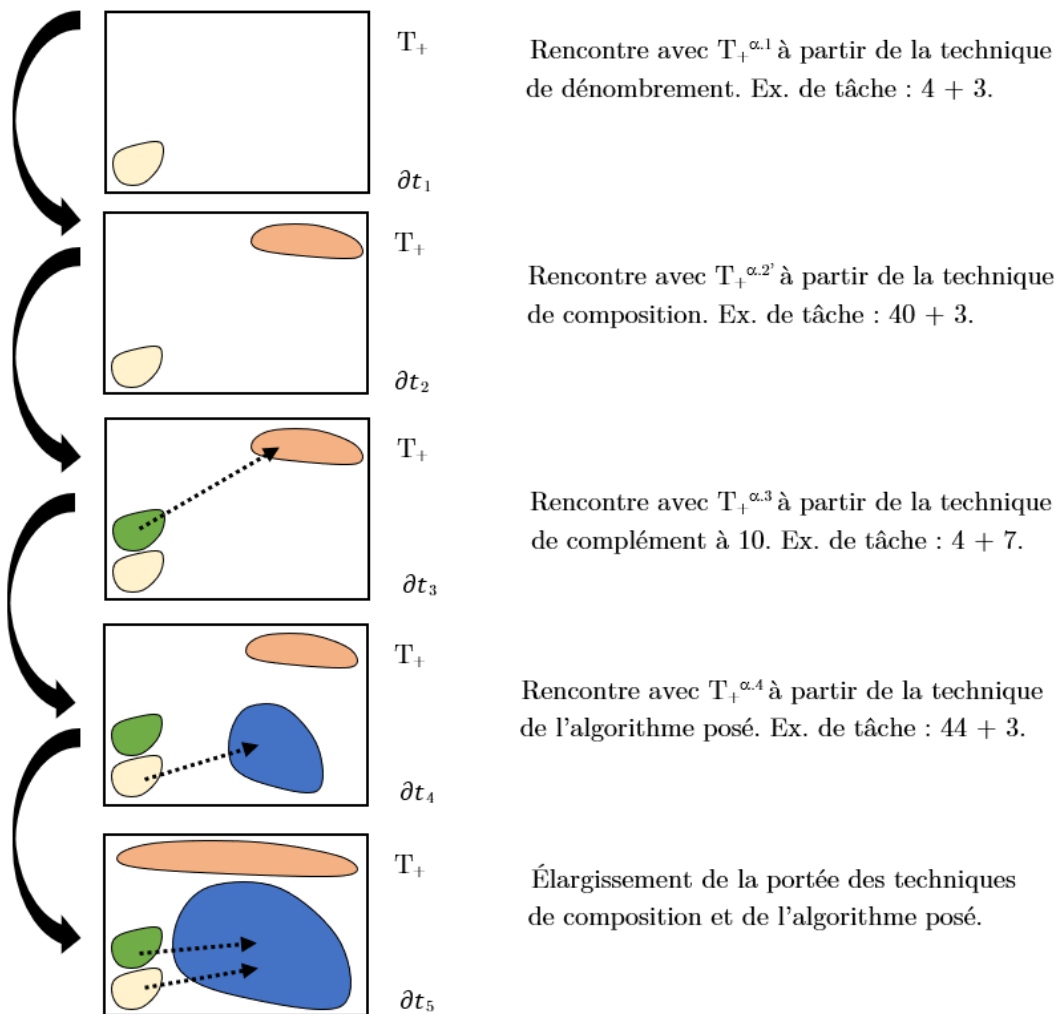 T₊
Rencontre avec T₊^α.1 à partir de la technique
de dénombrement. Ex. de tâche : 4 + 3.
∂t₁
T₊
Rencontre avec T₊^α.2' à partir de la technique
de composition. Ex. de tâche : 40 + 3.
∂t₂
T₊
Rencontre avec T₊^α.3 à partir de la technique
de complément à 10. Ex. de tâche : 4 + 7.
∂t₃
T₊
Rencontre avec T₊^α.4 à partir de la technique
de l'algorithme posé. Ex. de tâche : 44 + 3.
∂t₄
T₊
Élargissement de la portée des techniques
de composition et de l'algorithme posé.
∂t₅